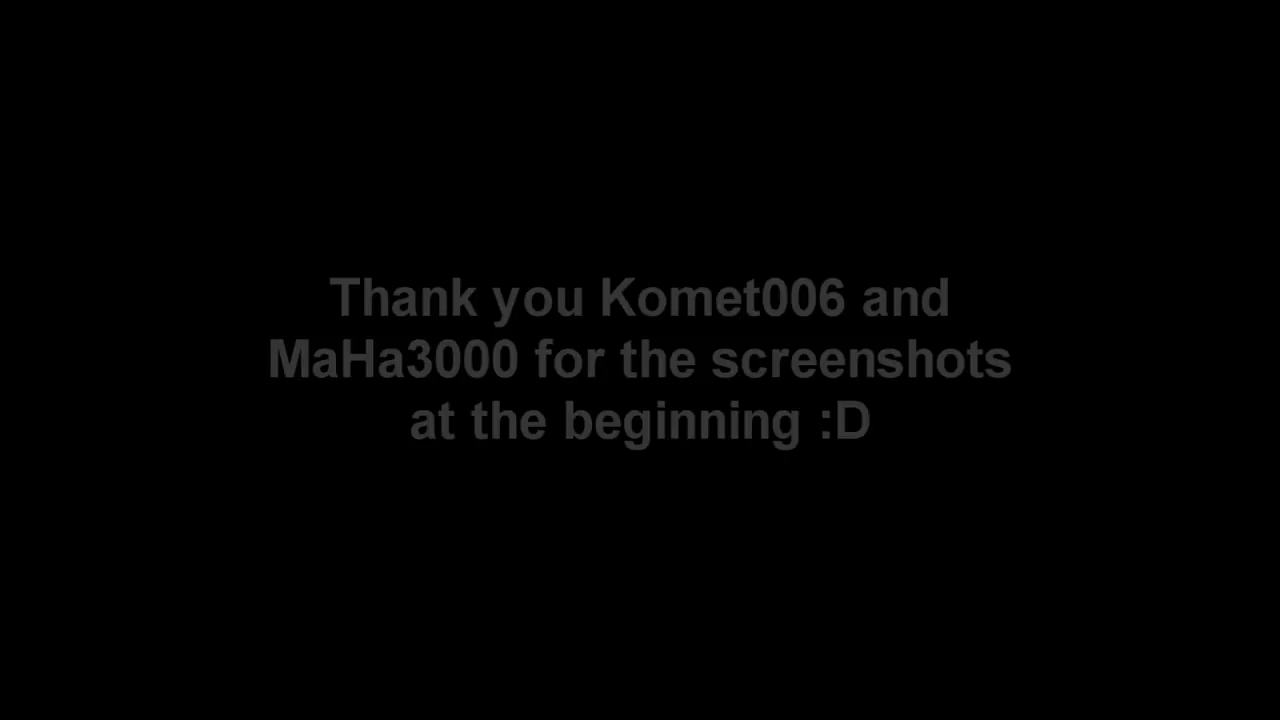 Thank you Komet006 and
MaHa3000 for the screenshots
at the beginning :D